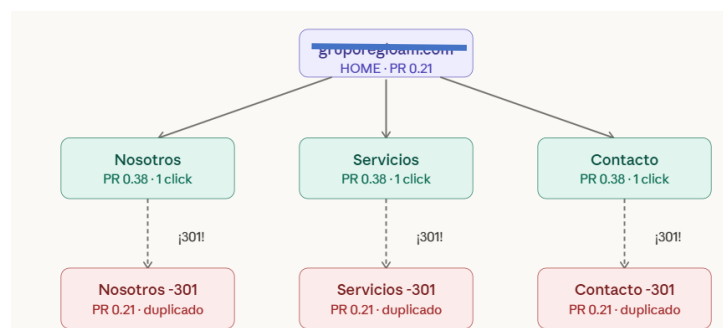 HOME · PR 0.21
Nosotros
PR 0.38 · 1 click
Servicios
PR 0.38 · 1 click
Contacto
PR 0.38 · 1 click
¡301!
¡301!
¡301!
Nosotros -301
PR 0.21 · duplicado
Servicios -301
PR 0.21 · duplicado
Contacto -301
PR 0.21 · duplicado